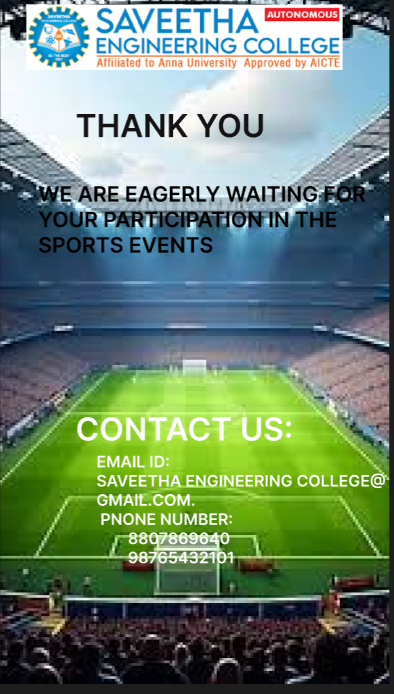 SAVEETHA
AUTONOMOUS
ENGINEERING COLLEGE
Affiliated to Anna University Approved by AICTE
THANK YOU
WE ARE EAGERLY WAITING FOR
YOUR PARTICIPATION IN THE
SPORTS EVENTS
CONTACT US:
EMAIL ID:
SAVEETHA ENGINEERING COLLEGE@
GMAIL.COM.
PNONE NUMBER:
8807869640
98765432101